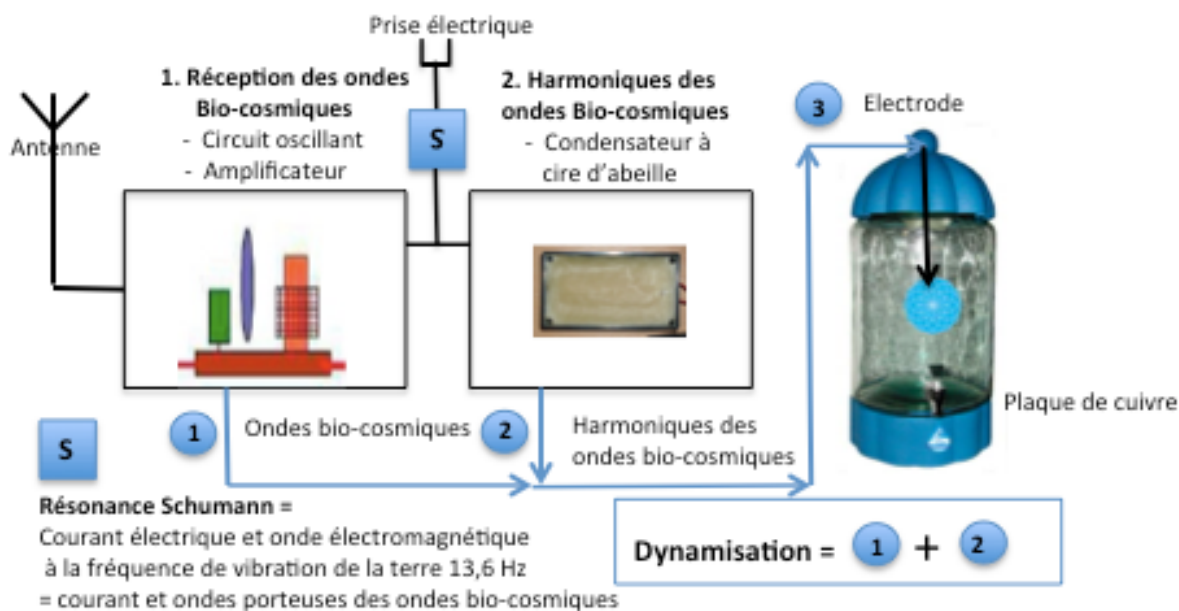 Prise électrique
1. Réception des ondes
Bio-cosmiques
- Circuit oscillant
- Amplificateur
2. Harmoniques des
ondes Bio-cosmiques
- Condensateur à
cire d'abeille
3
Electrode
Antenne
S
Plaque de cuivre
1
Ondes bio-cosmiques
2
Harmoniques des
ondes bio-cosmiques
S
Résonance Schumann =
Courant électrique et onde électromagnétique
à la fréquence de vibration de la terre 13,6 Hz
= courant et ondes porteuses des ondes bio-cosmiques
Dynamisation = 1 + 2